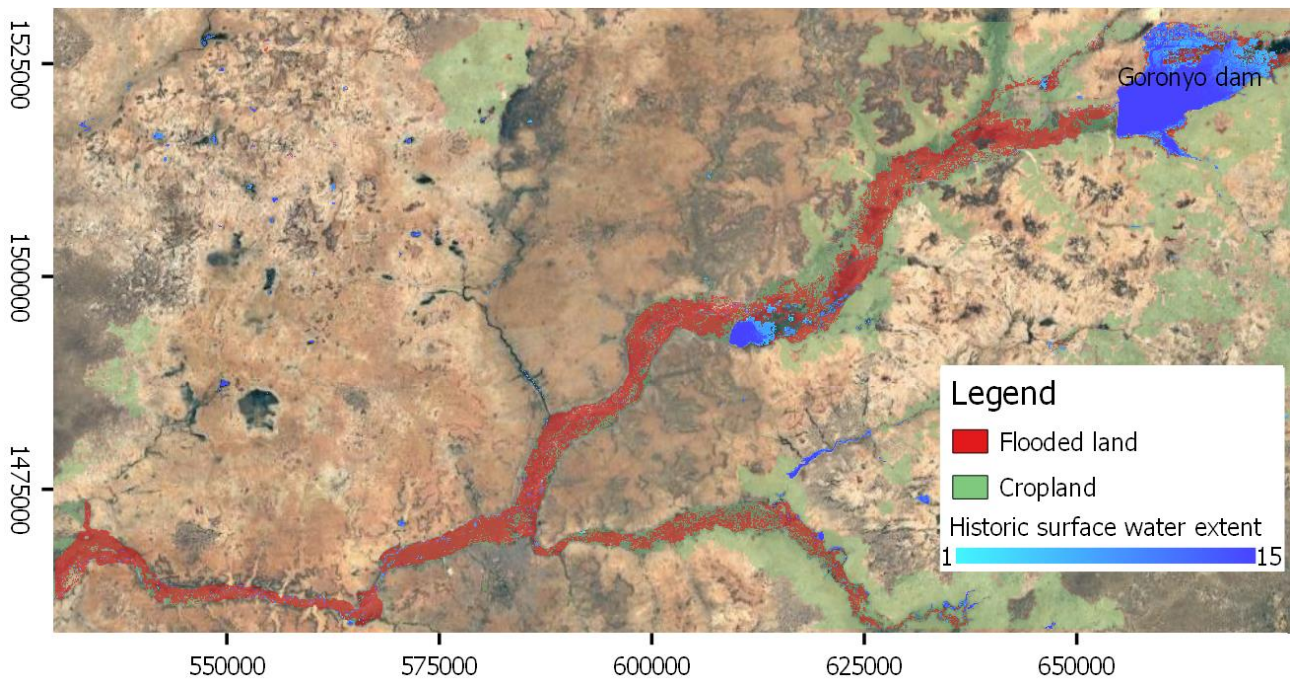 1525000
Goronyo dam
1500000
Legend
Flooded land
1475000
Cropland
Historic surface water extent
1 15
550000 575000 600000 625000 650000